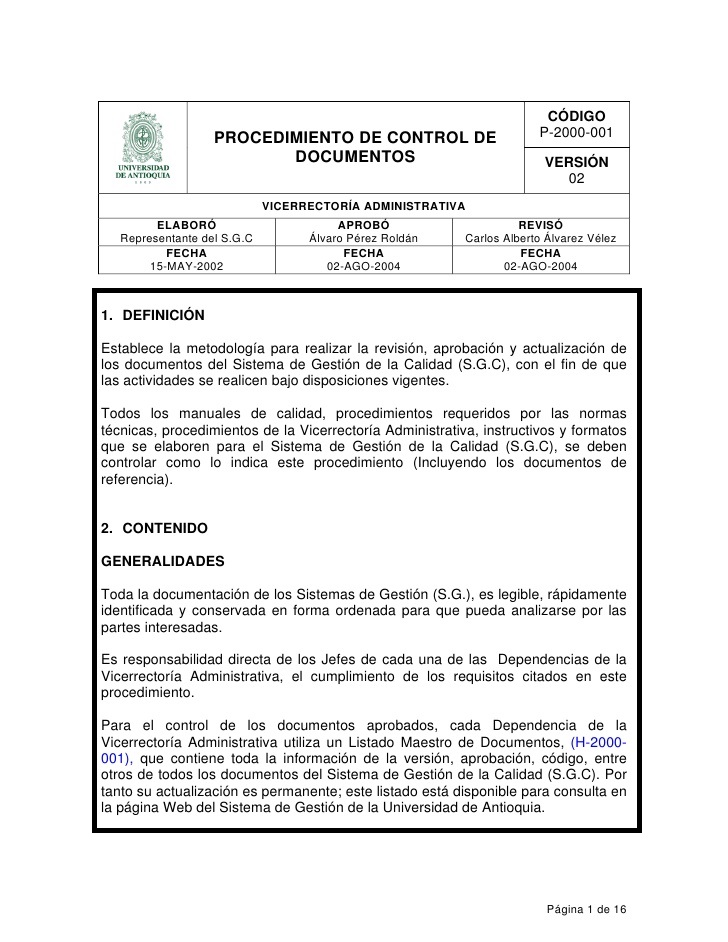 UNIVERSIDAD
DE ANTIOQUIA
PROCEDIMIENTO DE CONTROL DE
DOCUMENTOS
CÓDIGO
P-2000-001
VERSIÓN
02
VICERRECTORÍA ADMINISTRATIVA
ELABORÓ
Representante del S.G.C
APROBÓ
Álvaro Pérez Roldán
REVISÓ
Carlos Alberto Álvarez Vélez
FECHA
15-MAY-2002
FECHA
02-AGO-2004
FECHA
02-AGO-2004
1. DEFINICIÓN
Establece la metodología para realizar la revisión, aprobación y actualización de
los documentos del Sistema de Gestión de la Calidad (S.G.C), con el fin de que
las actividades se realicen bajo disposiciones vigentes.
Todos los manuales de calidad, procedimientos requeridos por las normas
técnicas, procedimientos de la Vicerrectoría Administrativa, instructivos y formatos
que se elaboren para el Sistema de Gestión de la Calidad (S.G.C), se deben
controlar como lo indica este procedimiento (Incluyendo los documentos de
referencia).
2. CONTENIDO
GENERALIDADES
Toda la documentación de los Sistemas de Gestión (S.G.), es legible, rápidamente
identificada y conservada en forma ordenada para que pueda analizarse por las
partes interesadas.
Es responsabilidad directa de los Jefes de cada una de las Dependencias de la
Vicerrectoría Administrativa, el cumplimiento de los requisitos citados en este
procedimiento.
Para el control de los documentos aprobados, cada Dependencia de la
Vicerrectoría Administrativa utiliza un Listado Maestro de Documentos, (H-2000-
001), que contiene toda la información de la versión, aprobación, código, entre
otros de todos los documentos del Sistema de Gestión de la Calidad (S.G.C). Por
tanto su actualización es permanente; este listado está disponible para consulta en
la página Web del Sistema de Gestión de la Universidad de Antioquia.
Página 1 de 16